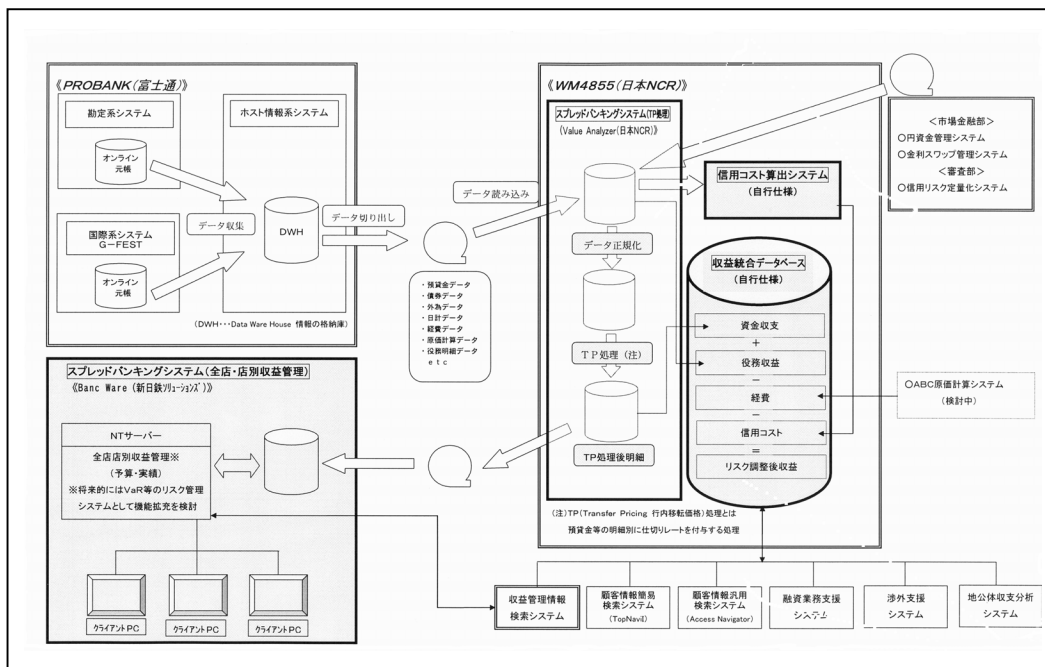 《PROBANK(富士通)》
勘定系システム
オンライン
元帳
国際系システム
G-FEST
オンライン
元帳
ホスト情報系システム
データ収集
DWH
データ切り出し
(DWH・・・Data Ware House 情報の格納庫)
・預貸金データ
・債券データ
・外為データ
・日計データ
・経費データ
・原価計算データ
・役務明細データ
etc
データ読み込み
《WM4855(日本NCR)》
スプレッドバンキングシステム(TP処理)
《Value Analyzer(日本NCR)》
データ正規化
TP処理(注)
TP処理後明細
信用コスト算出システム
(自行仕様)
収益統合データベース
(自行仕様)
資金収支
+
役務収益
-
経費
-
信用コスト
=
リスク調整後収益
(注)TP(Transfer Pricing 行内移転価格)処理とは
預貸金等の明細別に仕切りレートを付与する処理
<市場金融部>
○円資金管理システム
○金利スワップ管理システム
<審査部>
○信用リスク定量化システム
○ABC原価計算システム
(検討中)
スプレッドバンキングシステム(全店・店別収益管理)
《Banc Ware (新日鉄ソリューションズ)》
NTサーバー
全店店別収益管理※
(予算・実績)
※将来的にはVaR等のリスク管理
システムとして機能拡充を検討
クライアントPC
クライアントPC
クライアントPC
収益管理情報
検索システム
顧客情報簡易
検索システム
(TopNaviⅠ)
顧客情報汎用
検索システム
(Access Navigator)
融資業務支援
システム
渉外支援
システム
地公体収支分析
システム